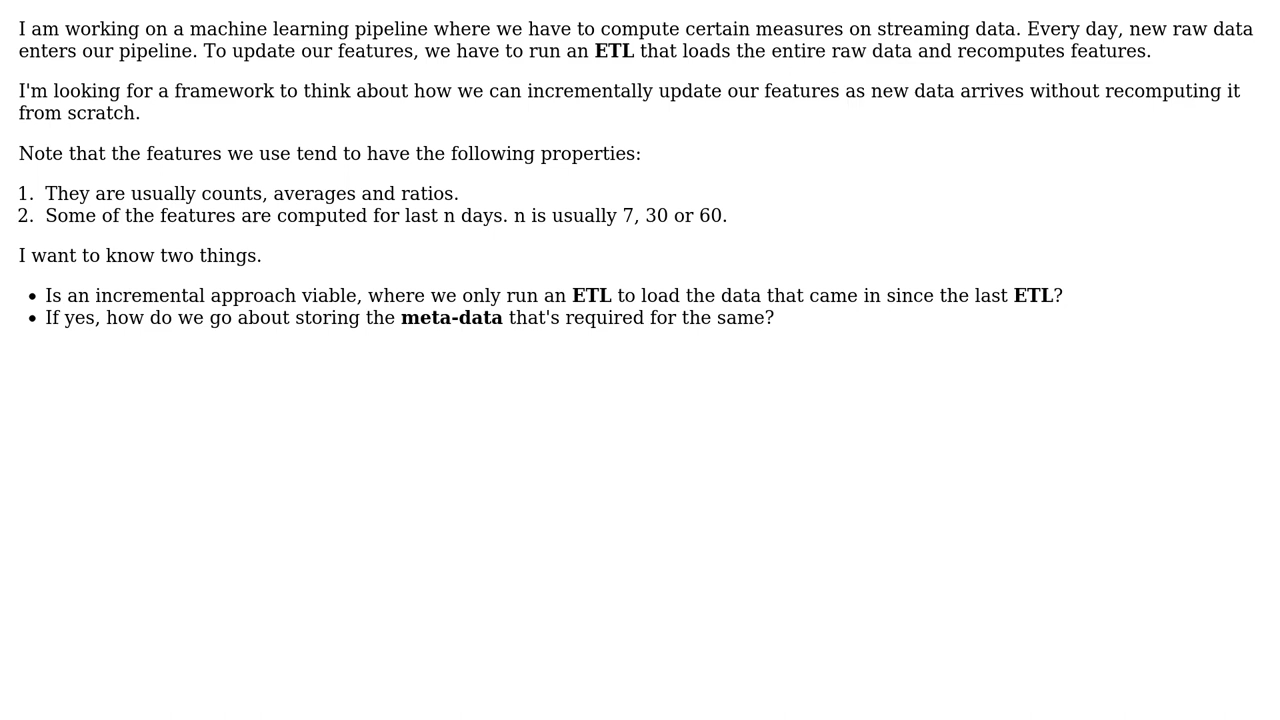 I am working on a machine learning pipeline where we have to compute certain measures on streaming data. Every day, new raw data
enters our pipeline. To update our features, we have to run an ETL that loads the entire raw data and recomputes features.
I'm looking for a framework to think about how we can incrementally update our features as new data arrives without recomputing it
from scratch.
Note that the features we use tend to have the following properties:
1. They are usually counts, averages and ratios.
2. Some of the features are computed for last n days. n is usually 7, 30 or 60.
I want to know two things.
• Is an incremental approach viable, where we only run an ETL to load the data that came in since the last ETL?
• If yes, how do we go about storing the meta-data that's required for the same?